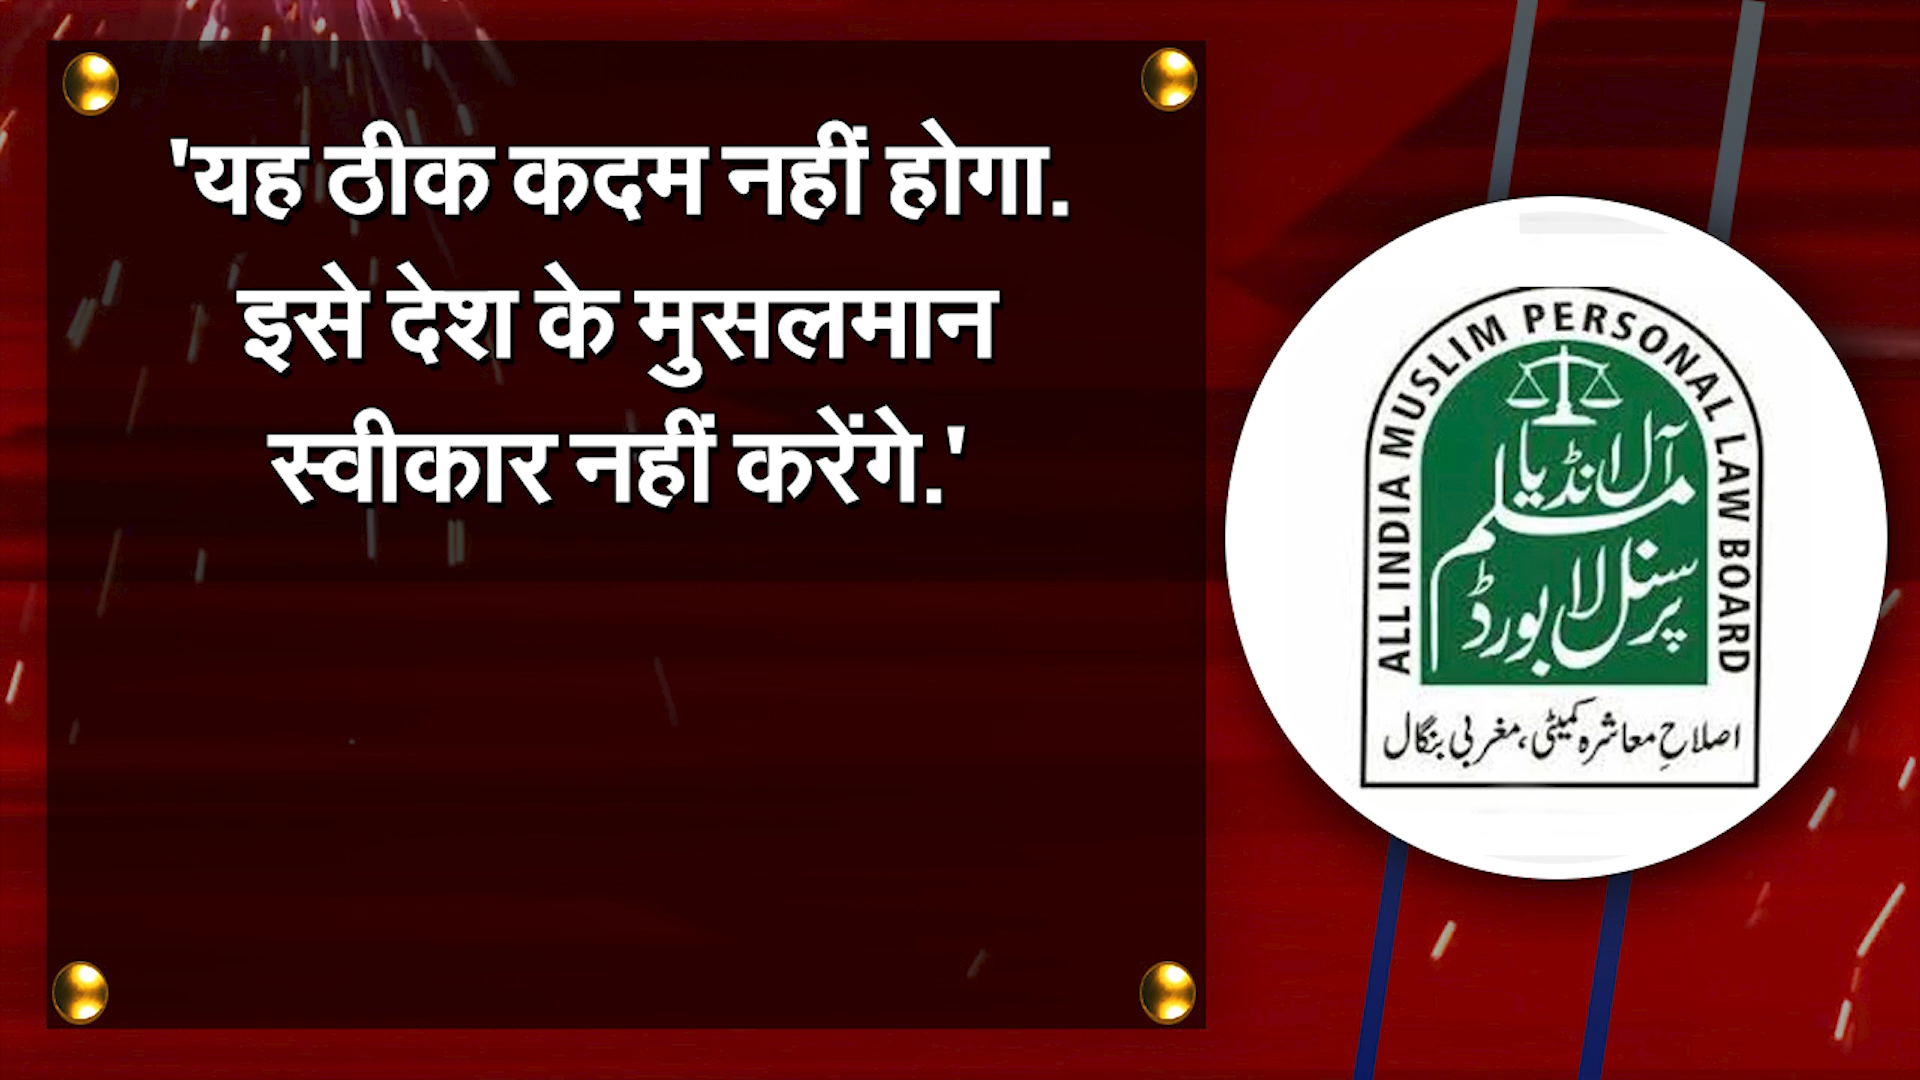 'यह ठीक कदम नहीं होगा.
इसे देश के मुसलमान
स्वीकार नहीं करेंगे.'
ALL INDIA MUSLIM PERSONAL LAW BOARD
آل انڈیا
مسلم
پرسنل لا
بورڈ
اصلاحِ معاشرہ کمیٹی، مغربی بنگال